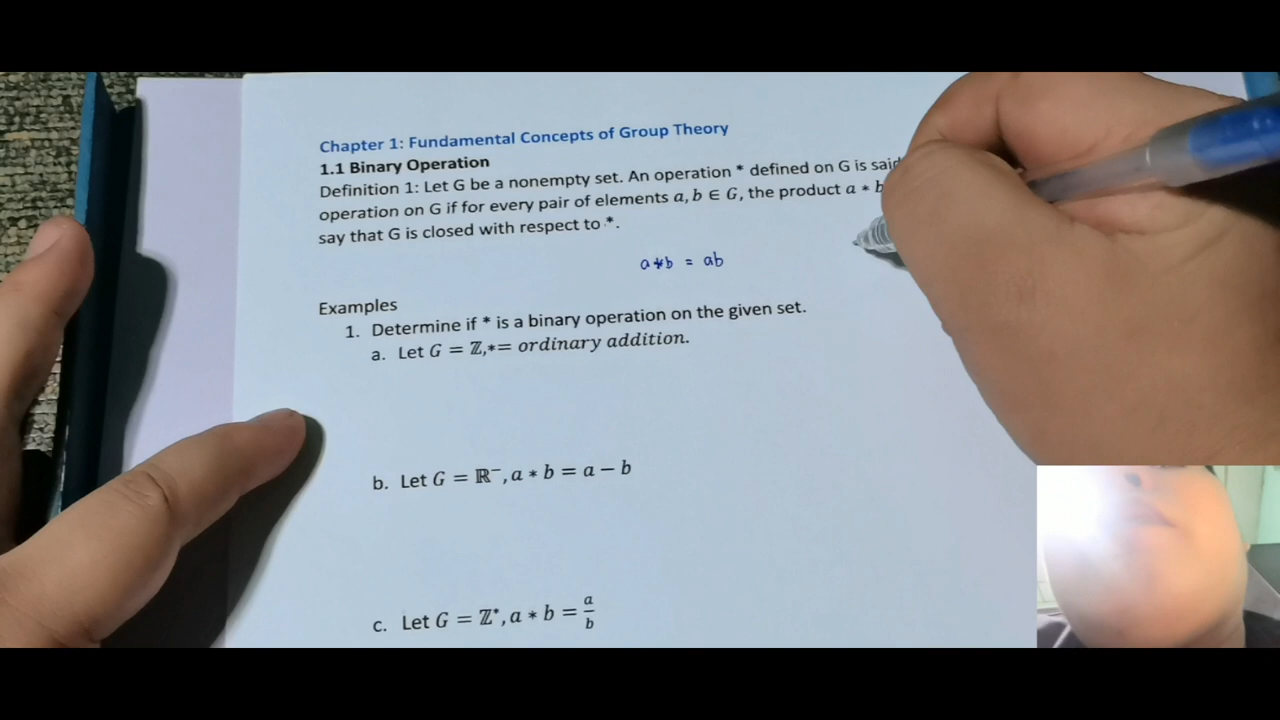 Chapter 1: Fundamental Concepts of Group Theory
1.1 Binary Operation
Definition 1: Let G be a nonempty set. An operation * defined on G is said
operation on G if for every pair of elements a, b ∈ G, the product a * b
say that G is closed with respect to *.
a*b = ab
Examples
1. Determine if * is a binary operation on the given set.
a. Let G = ℤ,*= ordinary addition.
b. Let G = ℝ⁻, a * b = a − b
c. Let G = ℤ*, a * b = a/b